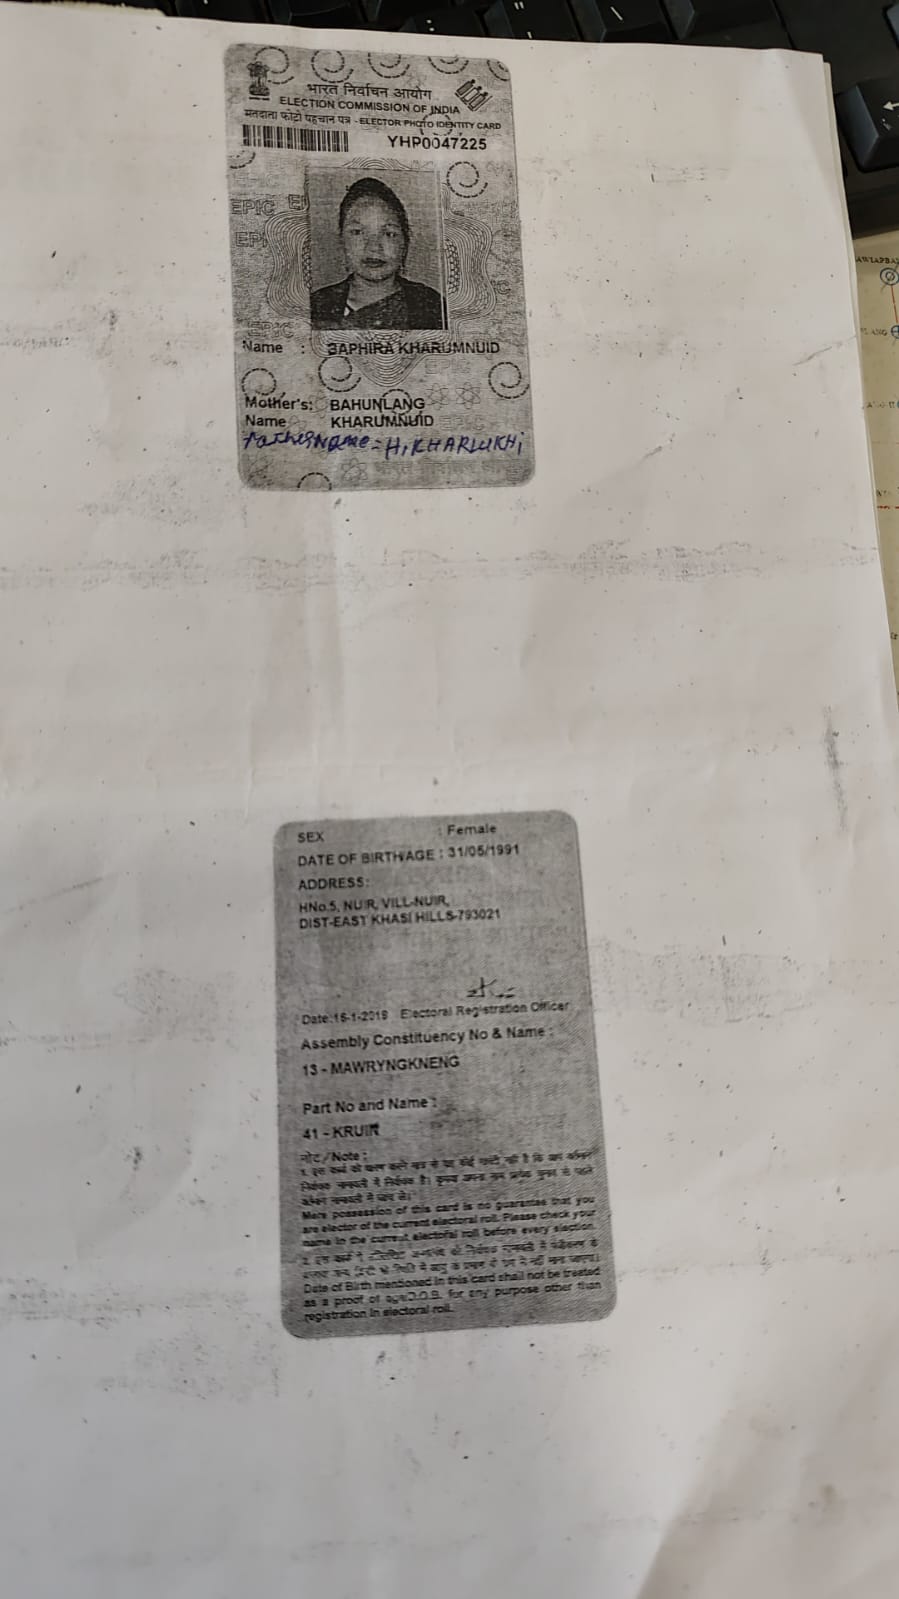 भारत निर्वाचन आयोग
ELECTION COMMISSION OF INDIA
मतदाता फोटो पहचान पत्र - ELECTOR PHOTO IDENTITY CARD
YHP0047225
EPIC
Name : BAPHIRA KHARUMNUID
Mother's: BAHUNLANG
Name KHARUMNUID
Father Name = H, KHARLUKHI
SEX : Female
DATE OF BIRTH/AGE : 31/05/1991
ADDRESS:
HNo.5, NUIR, VILL-NUIR,
DIST-EAST KHASI HILLS-793021
Date:16-1-2019 Electoral Registration Officer
Assembly Constituency No & Name :
13 - MAWRYNGKNENG
Part No and Name :
41 - KRUIR
नोट / Note :
Mere possession of this card is no guarantee that you
are elector of the current electoral roll. Please check your
name in the current electoral roll before every election.
Date of Birth mentioned in this card shall not be treated
as a proof of age/D.O.B. for any purpose other than
registration in electoral roll.